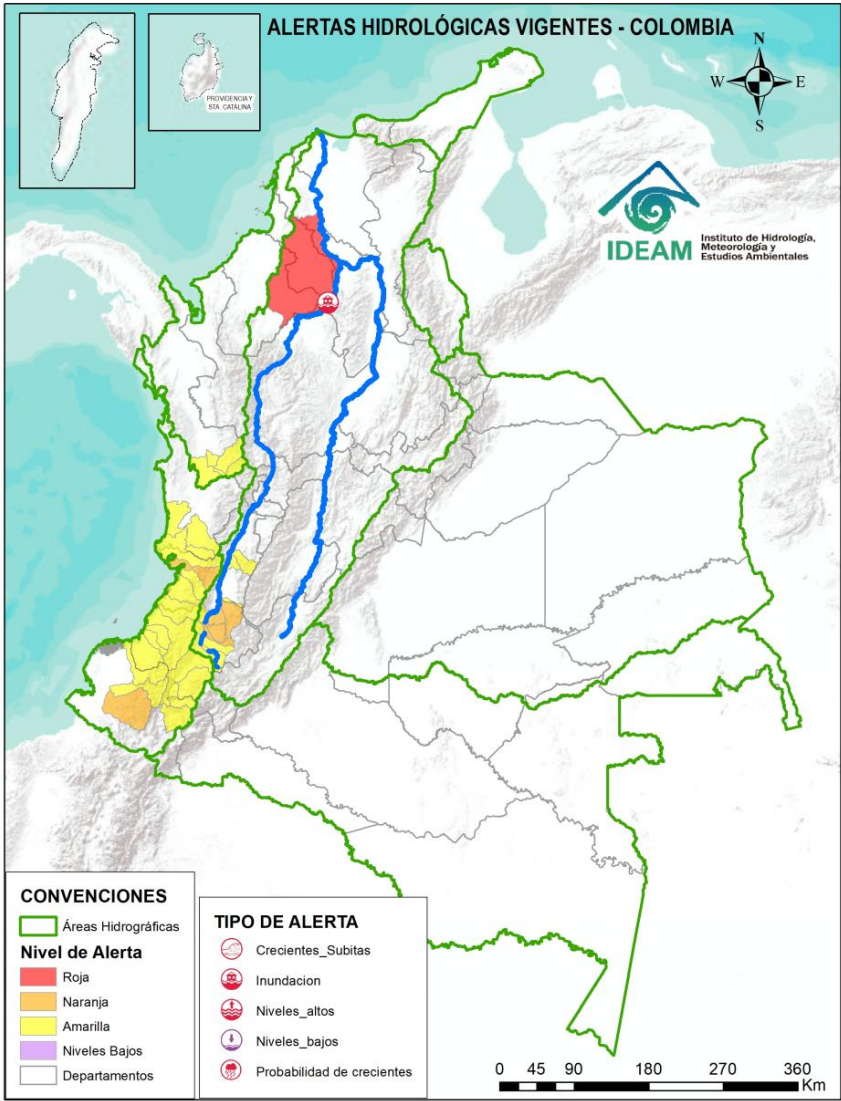 ALERTAS HIDROLÓGICAS VIGENTES - COLOMBIA
PROVIDENCIA Y
STA. CATALINA
N
W
E
S
IDEAM
Instituto de Hidrología,
Meteorología y
Estudios Ambientales
CONVENCIONES
Áreas Hidrográficas
Nivel de Alerta
Roja
Naranja
Amarilla
Niveles Bajos
Departamentos
TIPO DE ALERTA
Crecientes_Subitas
Inundacion
Niveles_altos
Niveles_bajos
Probabilidad de crecientes
0 45 90 180 270 360
Km